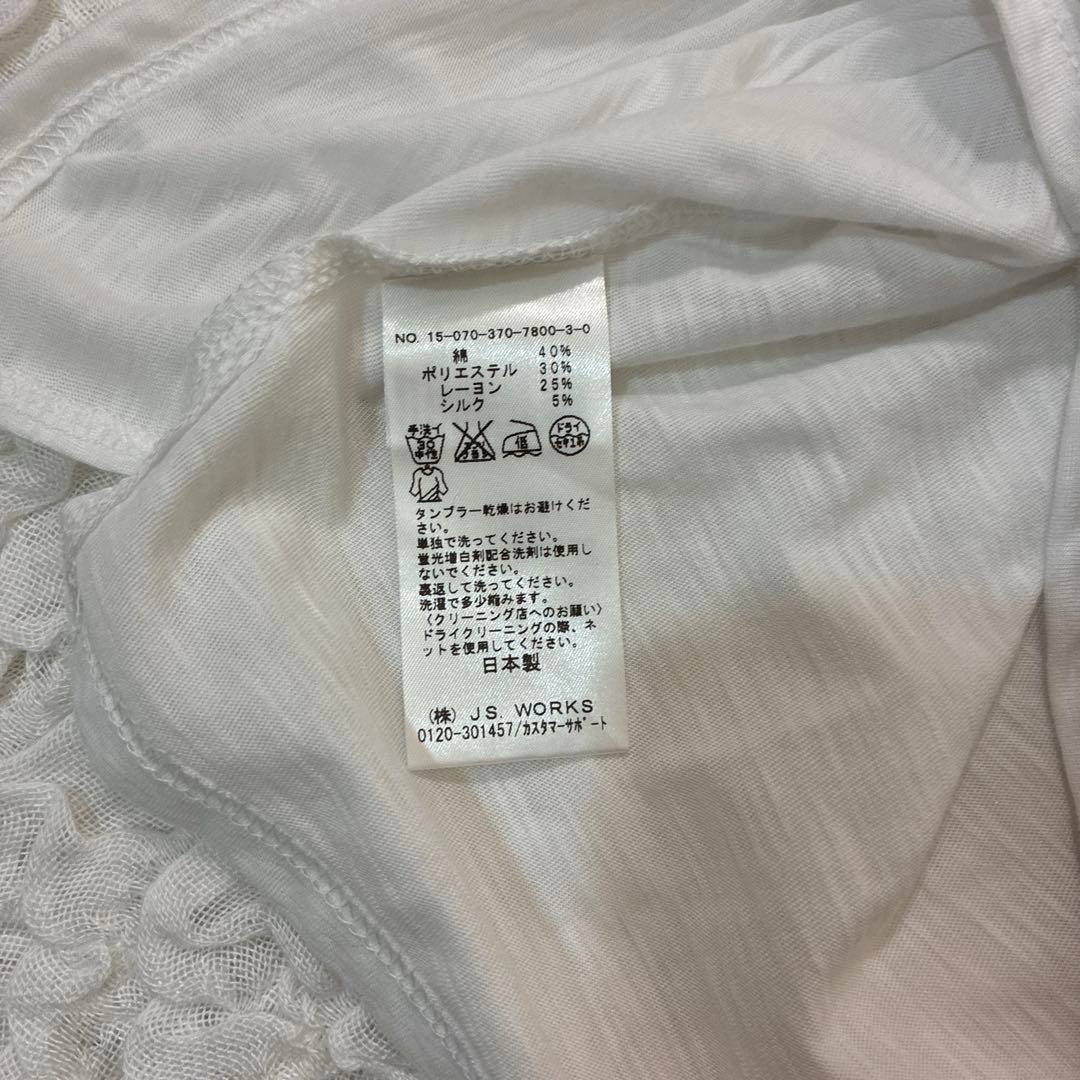 NO. 15-070-370-7800-3-0
綿 40%
ポリエステル 30%
レーヨン 25%
シルク 5%
手洗イ
30
中性
低
ドライ
セキユ系
タンブラー乾燥はお避けくだ
さい。
単独で洗ってください。
蛍光増白剤配合洗剤は使用し
ないでください。
裏返して洗ってください。
洗濯で多少縮みます。
〈クリーニング店へのお願い〉
ドライクリーニングの際、ネ
ットを使用してください。
日本製
(株) J.S. WORKS
0120-301457/カスタマーサポート